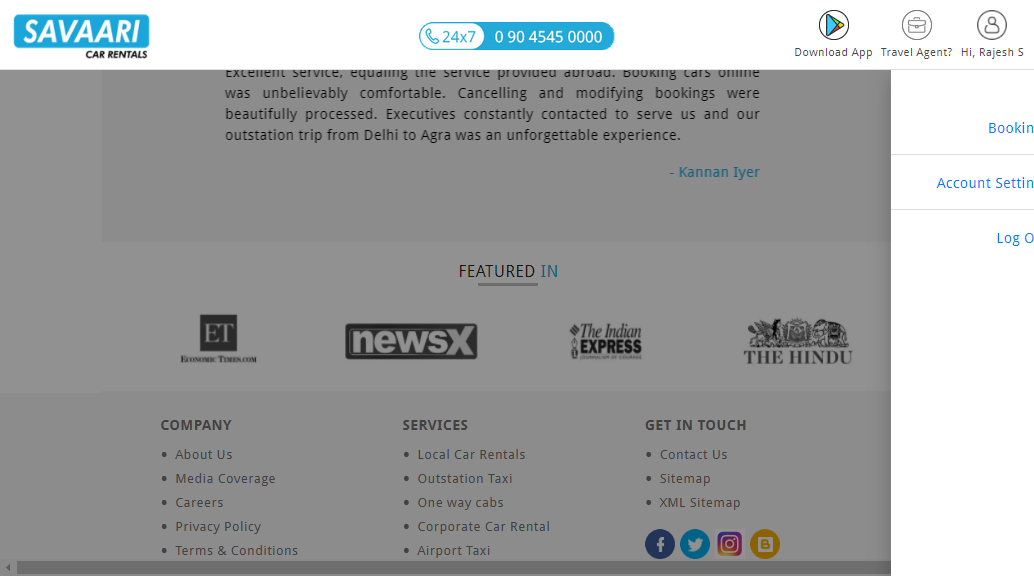 SAVAARI
CAR RENTALS
24x7
0 90 4545 0000
Download App
Travel Agent?
Hi, Rajesh S
Excellent service, equaling the service provided abroad. Booking cars online
was unbelievably comfortable. Cancelling and modifying bookings were
beautifully processed. Executives constantly contacted to serve us and our
outstation trip from Delhi to Agra was an unforgettable experience.
- Kannan Iyer
Bookin
Account Settin
Log O
FEATURED IN
ET
ECONOMIC TIMES.COM
newsX
The Indian
EXPRESS
JOURNALISM OF COURAGE
THE HINDU
COMPANY
About Us
Media Coverage
Careers
Privacy Policy
Terms & Conditions
SERVICES
Local Car Rentals
Outstation Taxi
One way cabs
Corporate Car Rental
Airport Taxi
GET IN TOUCH
Contact Us
Sitemap
XML Sitemap